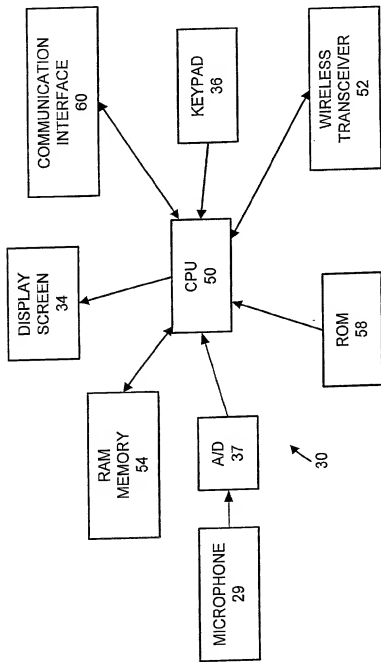 DISPLAY
SCREEN
34
COMMUNICATION
INTERFACE
60
RAM
MEMORY
54
CPU
50
KEYPAD
36
MICROPHONE
29
A/D
37
ROM
58
WIRELESS
TRANSCEIVER
52
30